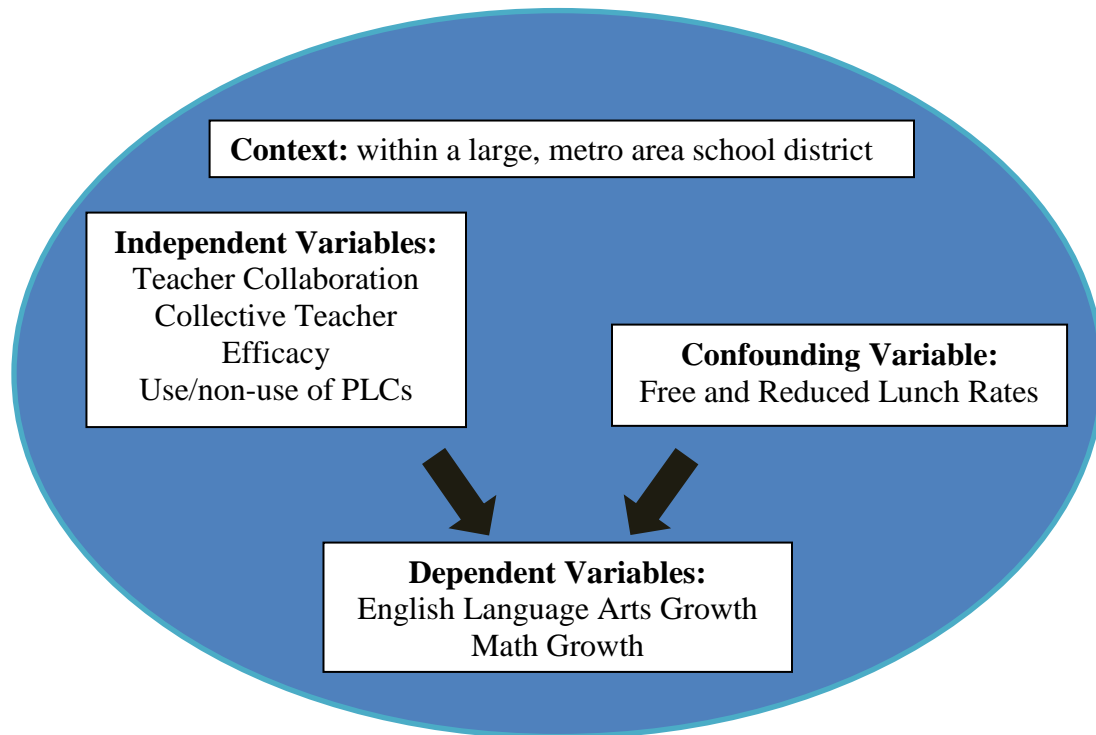 Context: within a large, metro area school district
Independent Variables:
Teacher Collaboration
Collective Teacher
Efficacy
Use/non-use of PLCs
Confounding Variable:
Free and Reduced Lunch Rates
Dependent Variables:
English Language Arts Growth
Math Growth